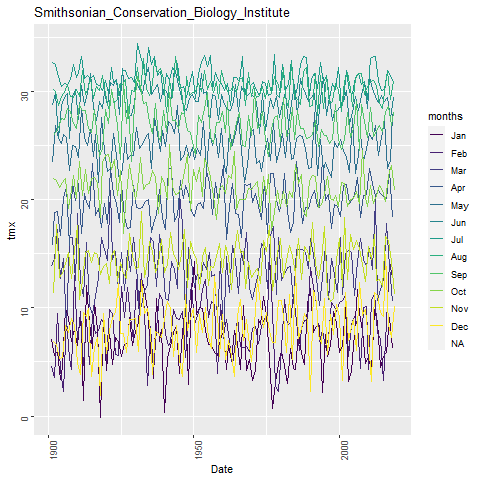 Smithsonian_Conservation_Biology_Institute
tmx
30
20
10
0
1900
1950
2000
Date
months
Jan
Feb
Mar
Apr
May
Jun
Jul
Aug
Sep
Oct
Nov
Dec
NA